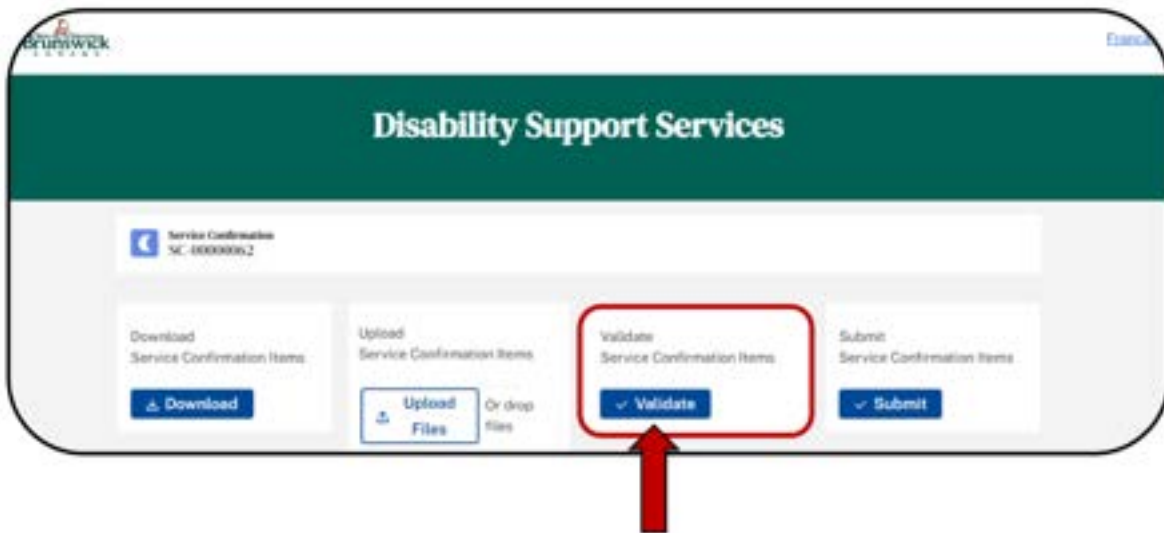 Brunswick
CANADA
Disability Support Services
Service Confirmation
SC-00000062
Download
Service Confirmation Items
Download
Upload
Service Confirmation Items
Upload
Files
Or drop
files
Validate
Service Confirmation Items
Validate
Submit
Service Confirmation Items
Submit